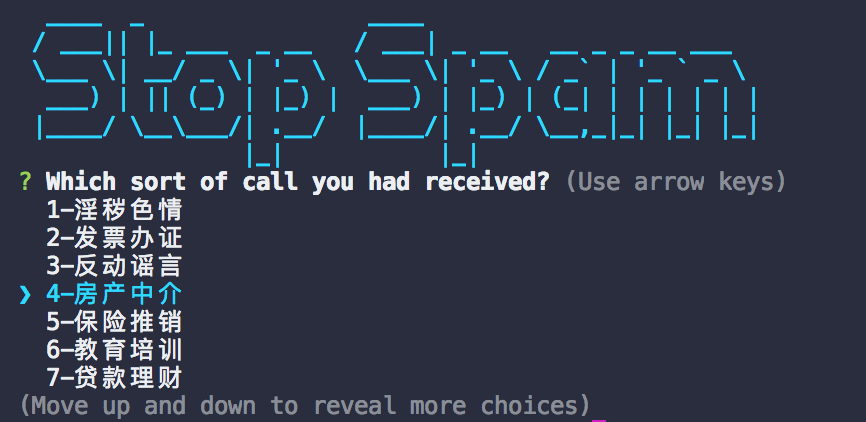 Stop Spam
? Which sort of call you had received? (Use arrow keys)
1-淫秽色情
2-发票办证
3-反动谣言
❯ 4-房产中介
5-保险推销
6-教育培训
7-贷款理财
(Move up and down to reveal more choices)